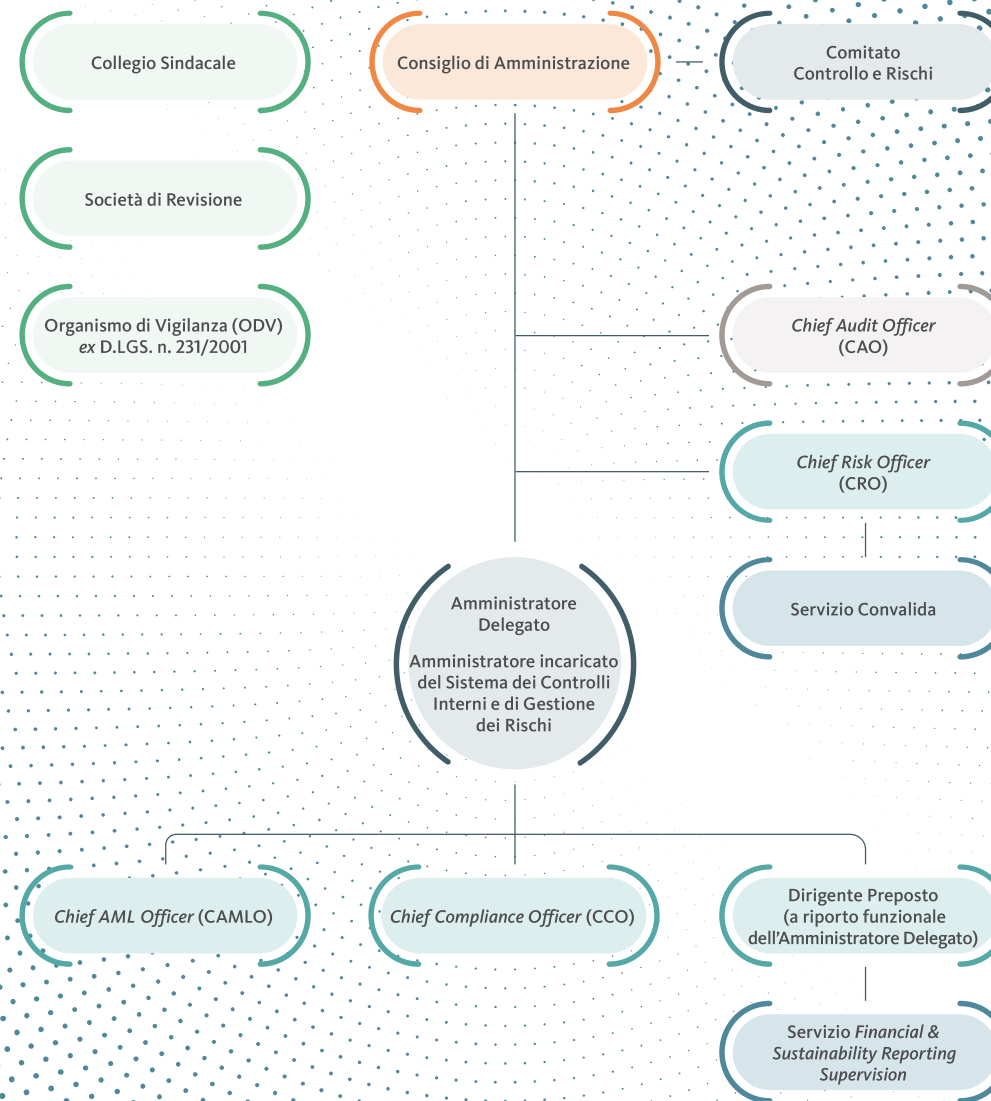 Collegio Sindacale
Consiglio di Amministrazione
Comitato
Controllo e Rischi
Società di Revisione
Organismo di Vigilanza (ODV)
ex D.LGS. n. 231/2001
Chief Audit Officer
(CAO)
Chief Risk Officer
(CRO)
Servizio Convalida
Amministratore
Delegato
Amministratore incaricato
del Sistema dei Controlli
Interni e di Gestione
dei Rischi
Chief AML Officer (CAMLO)
Chief Compliance Officer (CCO)
Dirigente Preposto
(a riporto funzionale
dell’Amministratore Delegato)
Servizio Financial &
Sustainability Reporting
Supervision